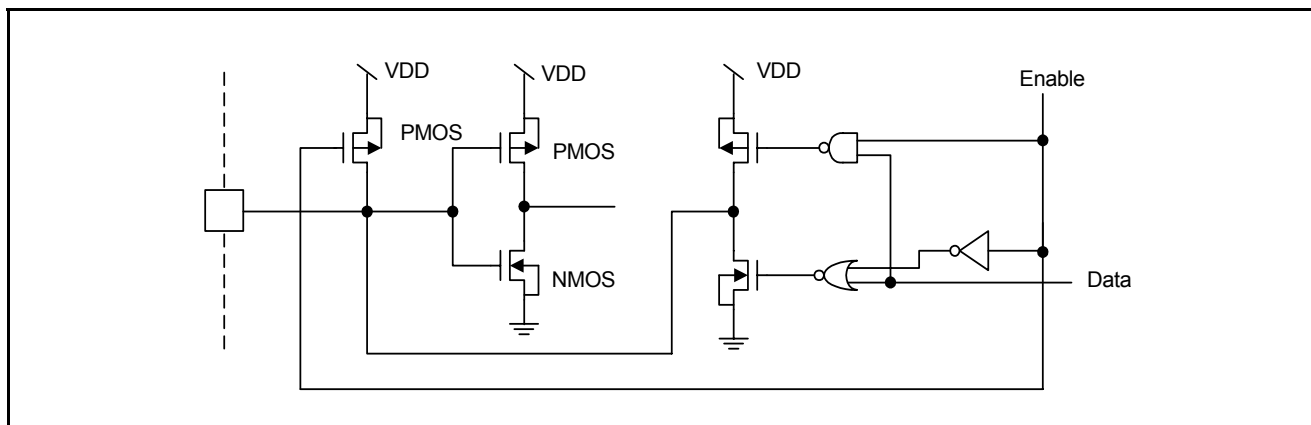 VDD
VDD
VDD
Enable
PMOS
PMOS
NMOS
Data